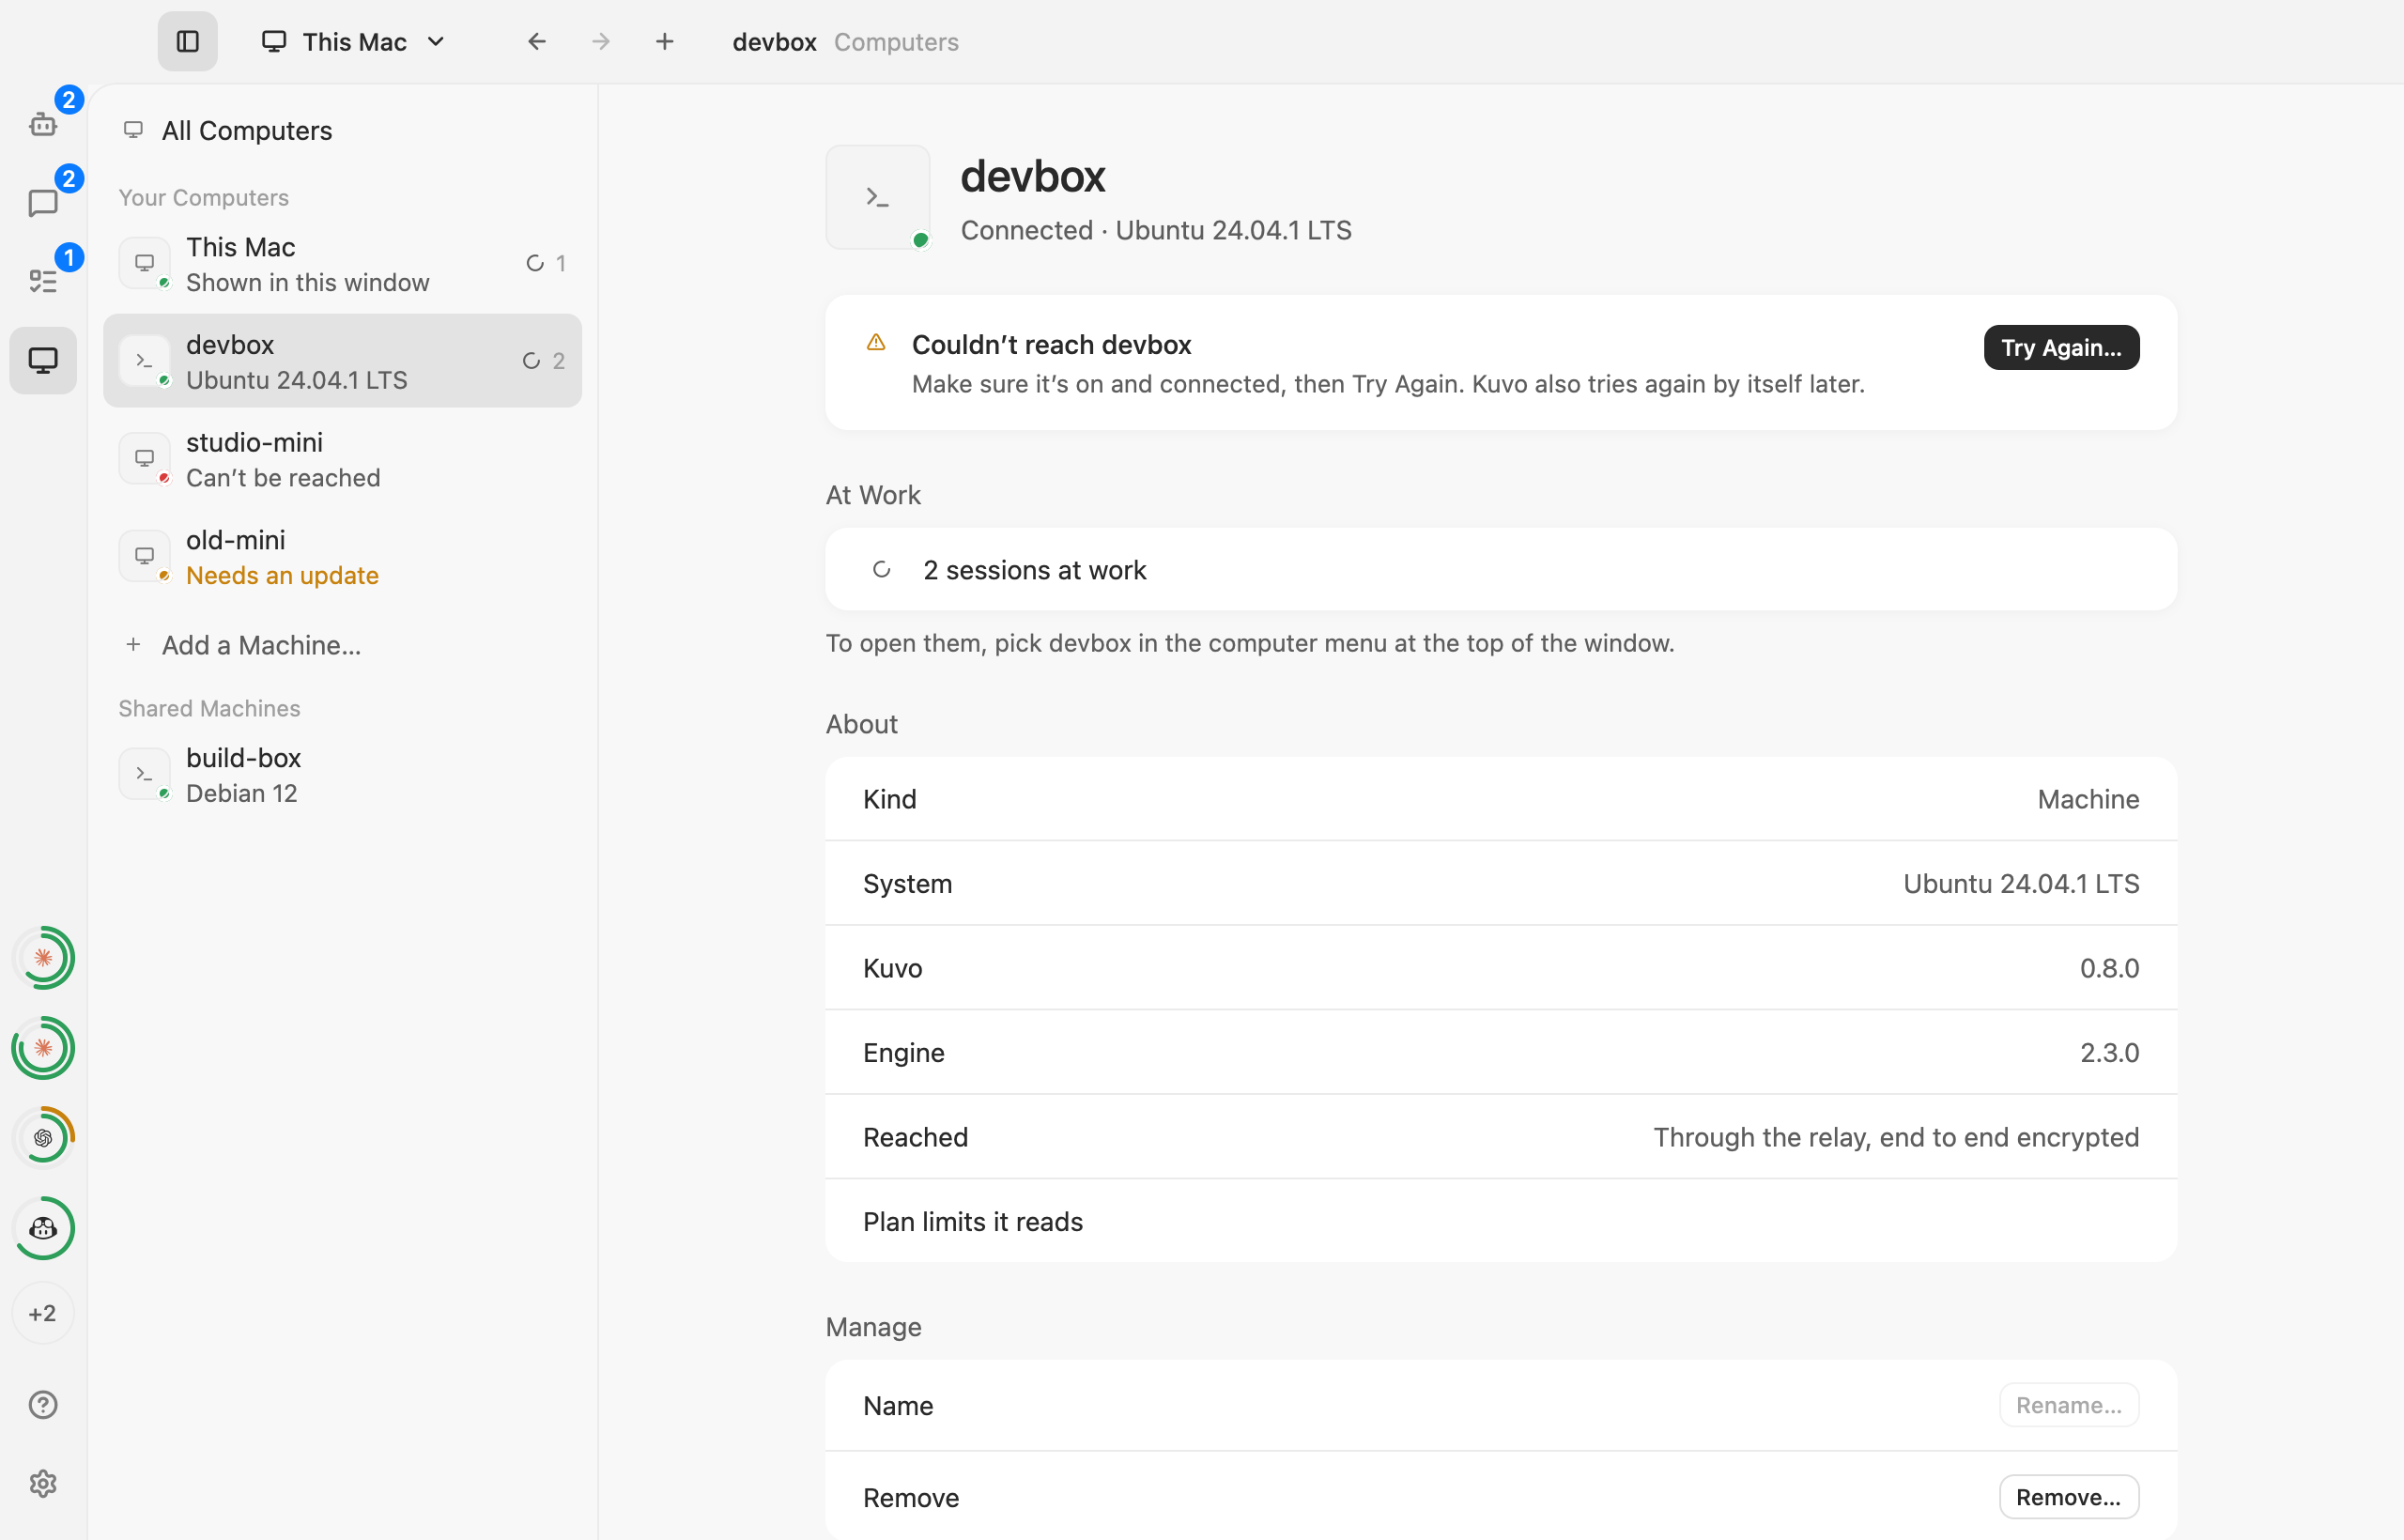 This Mac
devbox Computers
2
2
1
All Computers
Your Computers
This Mac
Shown in this window
1
devbox
Ubuntu 24.04.1 LTS
2
studio-mini
Can’t be reached
old-mini
Needs an update
Add a Machine…
Shared Machines
build-box
Debian 12
+2
devbox
Connected · Ubuntu 24.04.1 LTS
Couldn’t reach devbox
Make sure it’s on and connected, then Try Again. Kuvo also tries again by itself later.
Try Again…
At Work
2 sessions at work
To open them, pick devbox in the computer menu at the top of the window.
About
Kind Machine
System Ubuntu 24.04.1 LTS
Kuvo 0.8.0
Engine 2.3.0
Reached Through the relay, end to end encrypted
Plan limits it reads
Manage
Name Rename…
Remove Remove…